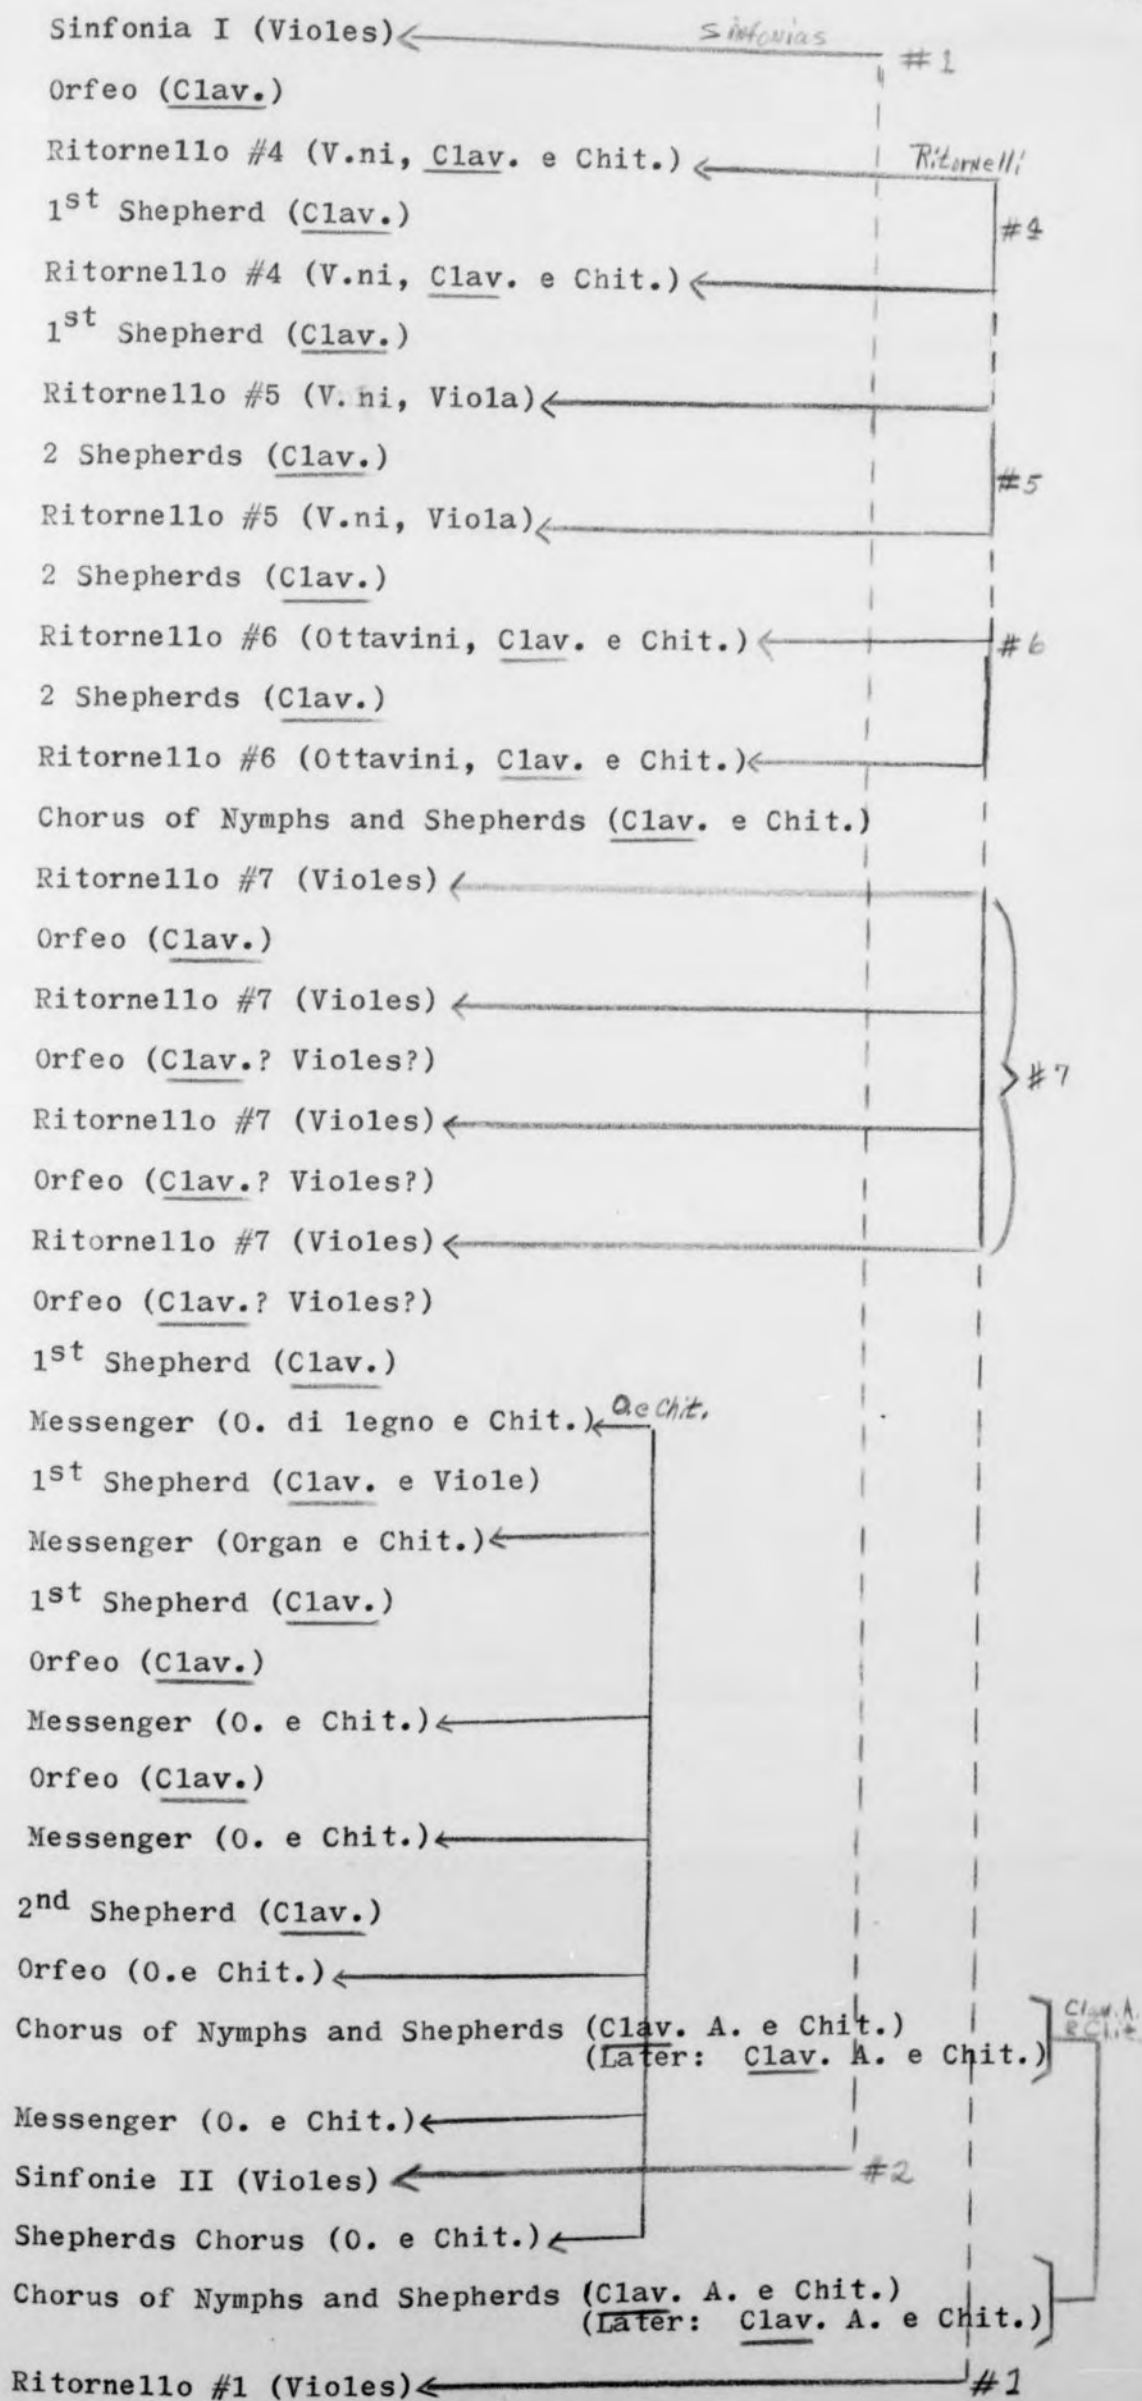 Sinfonia I (Violes) sinfonias #1
Orfeo (Clav.)
Ritornello #4 (V.ni, Clav. e Chit.) Ritornelli
1st Shepherd (Clav.) #4
Ritornello #4 (V.ni, Clav. e Chit.)
1st Shepherd (Clav.)
Ritornello #5 (V.ni, Viola)
2 Shepherds (Clav.) #5
Ritornello #5 (V.ni, Viola)
2 Shepherds (Clav.)
Ritornello #6 (Ottavini, Clav. e Chit.) #6
2 Shepherds (Clav.)
Ritornello #6 (Ottavini, Clav. e Chit.)
Chorus of Nymphs and Shepherds (Clav. e Chit.)
Ritornello #7 (Violes)
Orfeo (Clav.)
Ritornello #7 (Violes)
Orfeo (Clav.? Violes?) #7
Ritornello #7 (Violes)
Orfeo (Clav.? Violes?)
Ritornello #7 (Violes)
Orfeo (Clav.? Violes?)
1st Shepherd (Clav.)
Messenger (O. di legno e Chit.) O. e Chit.
1st Shepherd (Clav. e Viole)
Messenger (Organ e Chit.)
1st Shepherd (Clav.)
Orfeo (Clav.)
Messenger (O. e Chit.)
Orfeo (Clav.)
Messenger (O. e Chit.)
2nd Shepherd (Clav.)
Orfeo (O.e Chit.)
Chorus of Nymphs and Shepherds (Clav. A. e Chit.) Clav. A.
(Later: Clav. A. e Chit.) e Chit.
Messenger (O. e Chit.)
Sinfonie II (Violes) #2
Shepherds Chorus (O. e Chit.)
Chorus of Nymphs and Shepherds (Clav. A. e Chit.)
(Later: Clav. A. e Chit.)
Ritornello #1 (Violes) #1